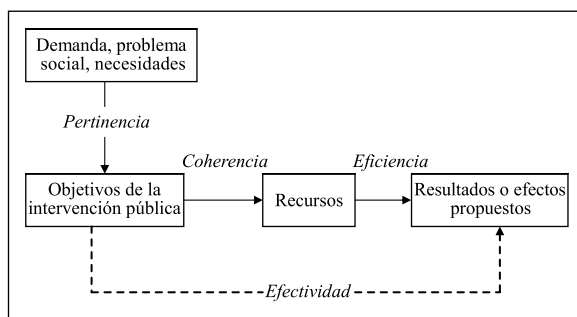 Demanda, problema
social, necesidades
Pertinencia
Coherencia
Eficiencia
Objetivos de la
intervención pública
Recursos
Resultados o efectos
propuestos
Efectividad